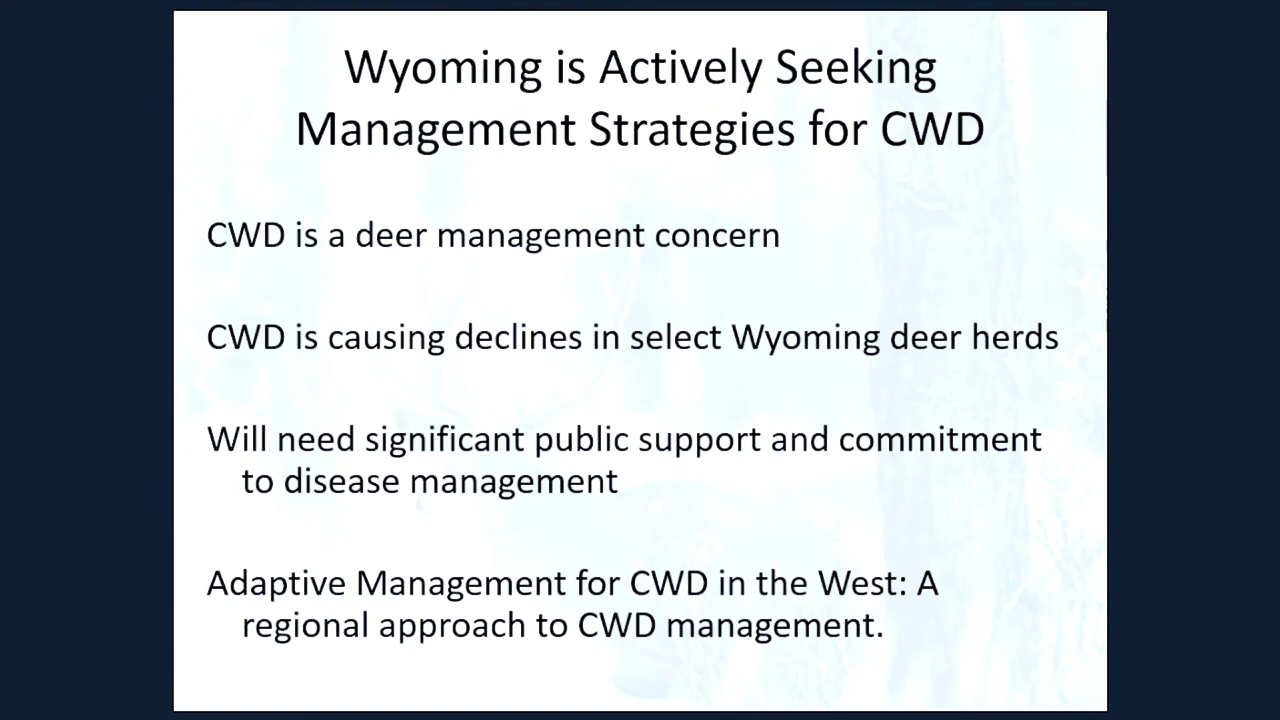 Wyoming is Actively Seeking
Management Strategies for CWD
CWD is a deer management concern
CWD is causing declines in select Wyoming deer herds
Will need significant public support and commitment
to disease management
Adaptive Management for CWD in the West: A
regional approach to CWD management.